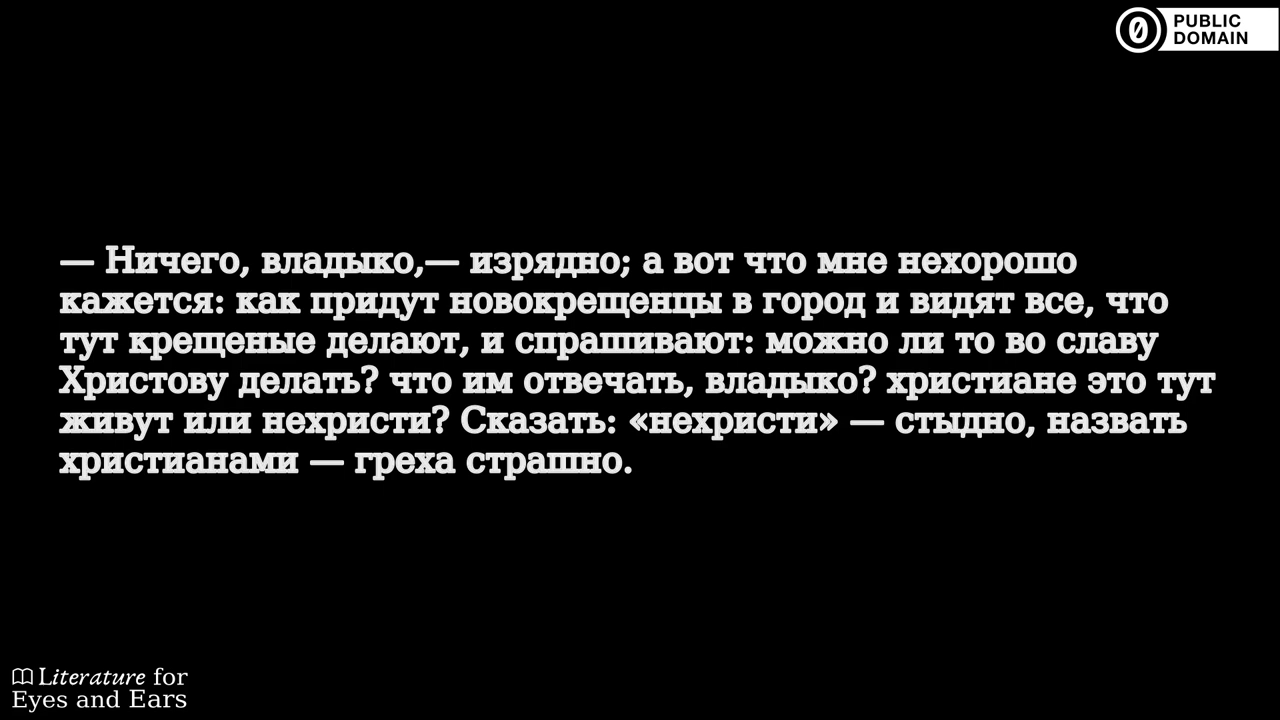 PUBLIC
DOMAIN
— Ничего, владыко,— изрядно; а вот что мне нехорошо
кажется: как придут новокрещенцы в город и видят все, что
тут крещеные делают, и спрашивают: можно ли то во славу
Христову делать? что им отвечать, владыко? христиане это тут
живут или нехристи? Сказать: «нехристи» — стыдно, назвать
христианами — греха страшно.
Literature for
Eyes and Ears